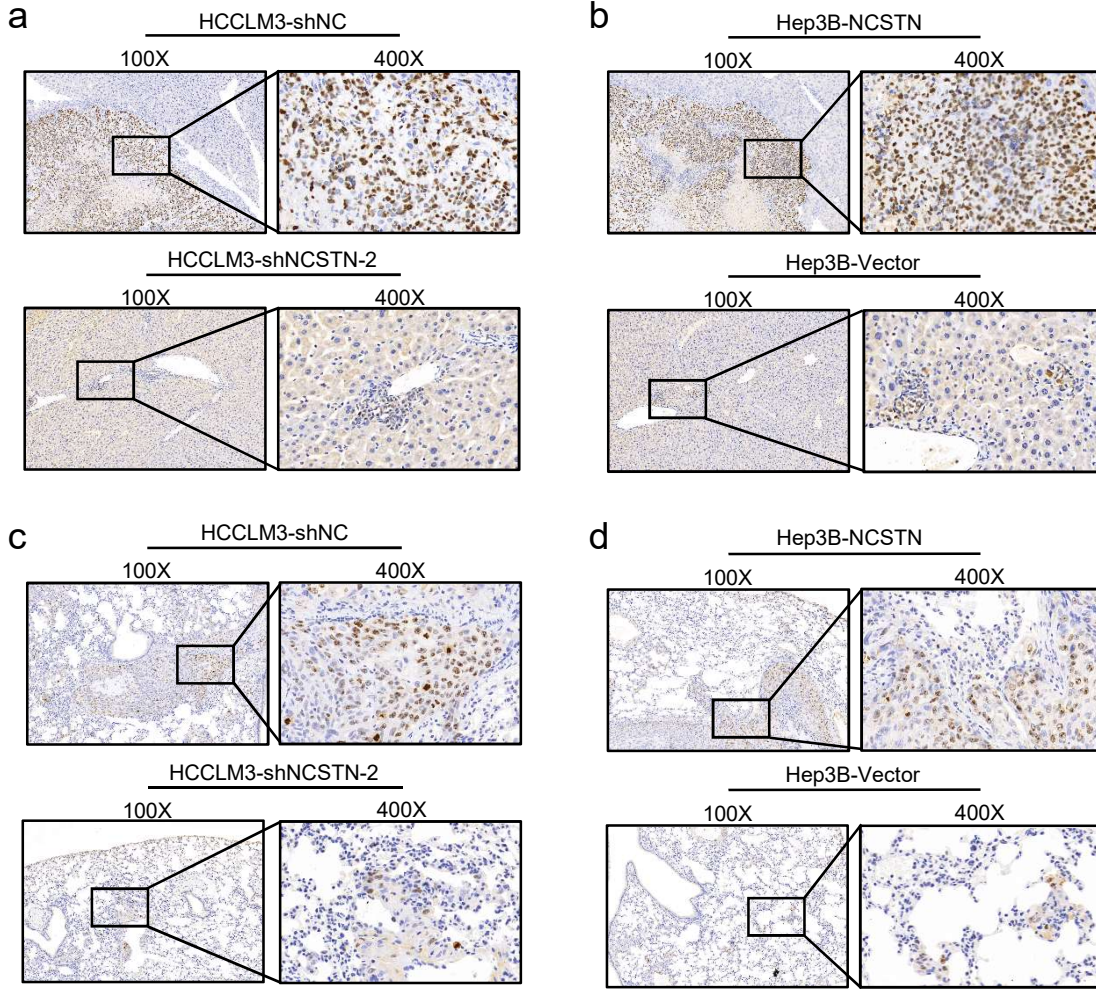 a
HCCLM3-shNC
100X 400X
HCCLM3-shNCSTN-2
100X 400X
b
Hep3B-NCSTN
100X 400X
Hep3B-Vector
100X 400X
c
HCCLM3-shNC
100X 400X
HCCLM3-shNCSTN-2
100X 400X
d
Hep3B-NCSTN
100X 400X
Hep3B-Vector
100X 400X